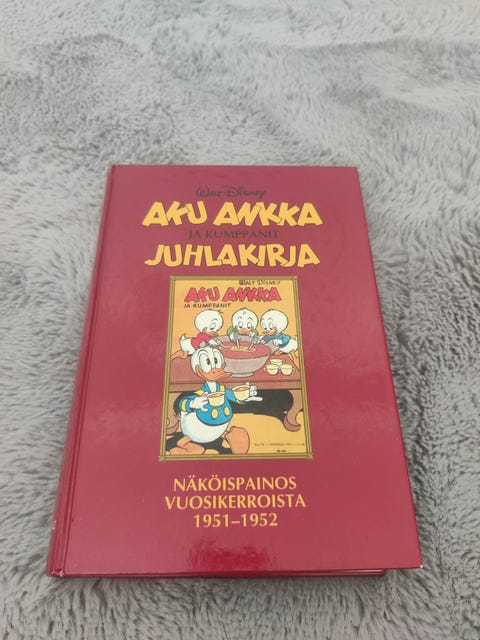 WALT DISNEY
AKU ANKKA
JA KUMPPANIT
JUHLAKIRJA
WALT DISNEY
AKU ANKKA
JA KUMPPANIT
NÄKÖISPAINOS
VUOSIKERROISTA
1951–1952